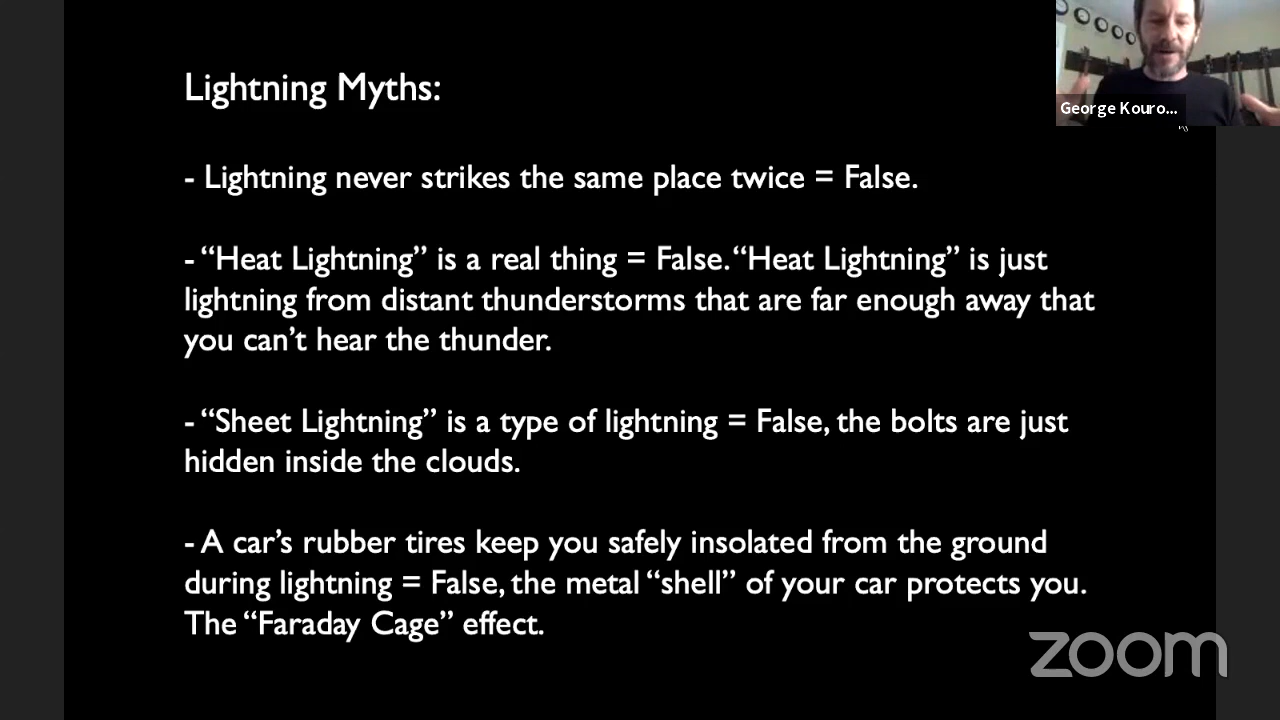 Lightning Myths:
George Kouro...
- Lightning never strikes the same place twice = False.
- “Heat Lightning” is a real thing = False. “Heat Lightning” is just
lightning from distant thunderstorms that are far enough away that
you can’t hear the thunder.
- “Sheet Lightning” is a type of lightning = False, the bolts are just
hidden inside the clouds.
- A car’s rubber tires keep you safely insolated from the ground
during lightning = False, the metal “shell” of your car protects you.
The “Faraday Cage” effect.
zoom